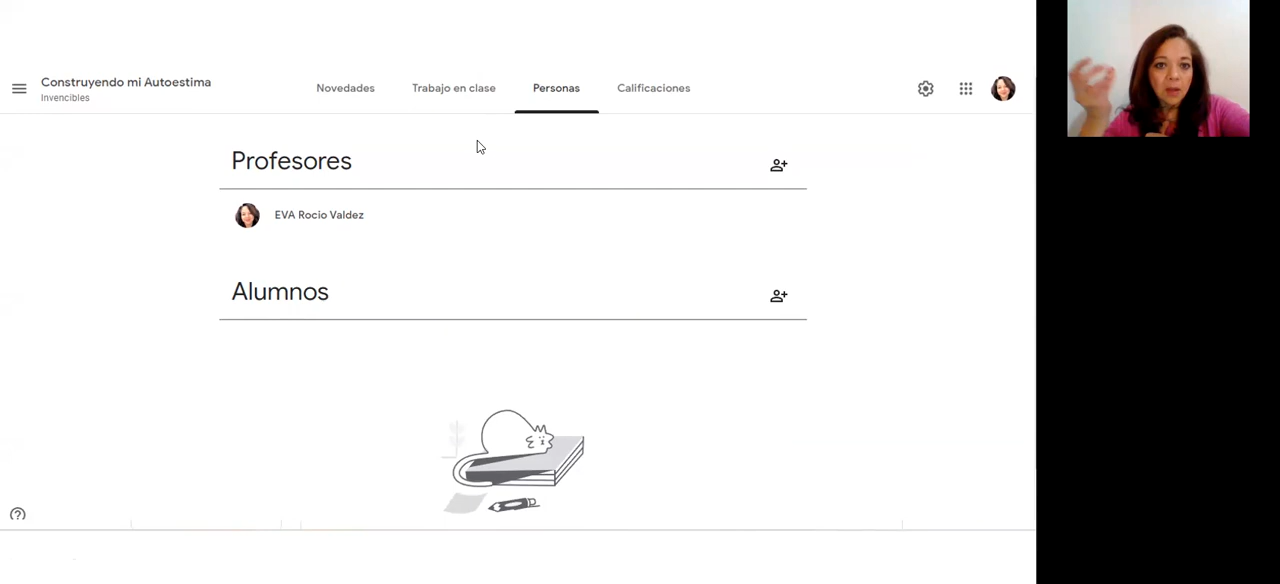 Construyendo mi Autoestima
Invencibles
Novedades
Trabajo en clase
Personas
Calificaciones
Profesores
EVA Rocio Valdez
Alumnos